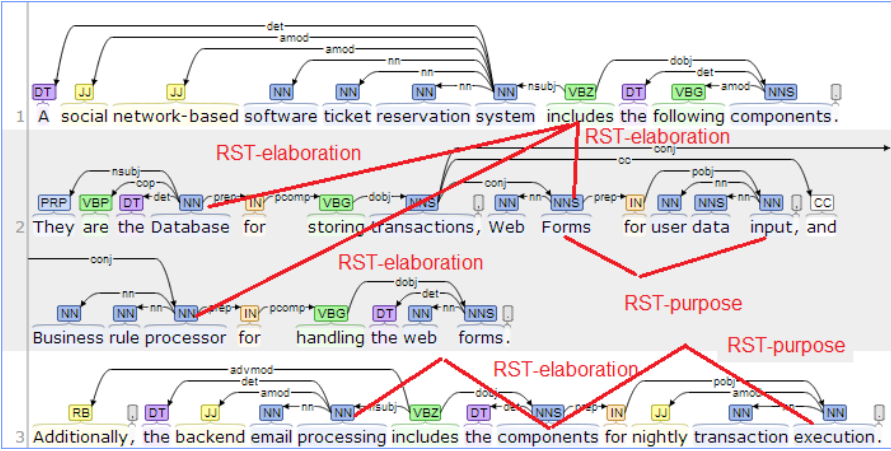 det
amod
amod
nn
nn
nn nsubj
dobj
det
amod
DT JJ JJ NN NN NN NN VBZ DT VBG NNS .
1 A social network-based software ticket reservation system includes the following components.
RST-elaboration RST-elaboration
conj
cc
nsubj
cop det prep pcomp dobj conj prep pobj
nn
nn
PRP VBP DT NN IN VBG NNS . NN NNS IN NN NNS NN . CC
2 They are the Database for storing transactions, Web Forms for user data input, and
conj
RST-elaboration
RST-purpose
nn
nn prep pcomp dobj
det
nn
NN NN NN IN VBG DT NN NNS .
Business rule processor for handling the web forms.
RST-elaboration RST-purpose
advmod
det
amod
nn nsubj dobj
det prep pobj
amod
nn
RB . DT JJ NN NN VBZ DT NNS IN JJ NN NN .
3 Additionally, the backend email processing includes the components for nightly transaction execution.